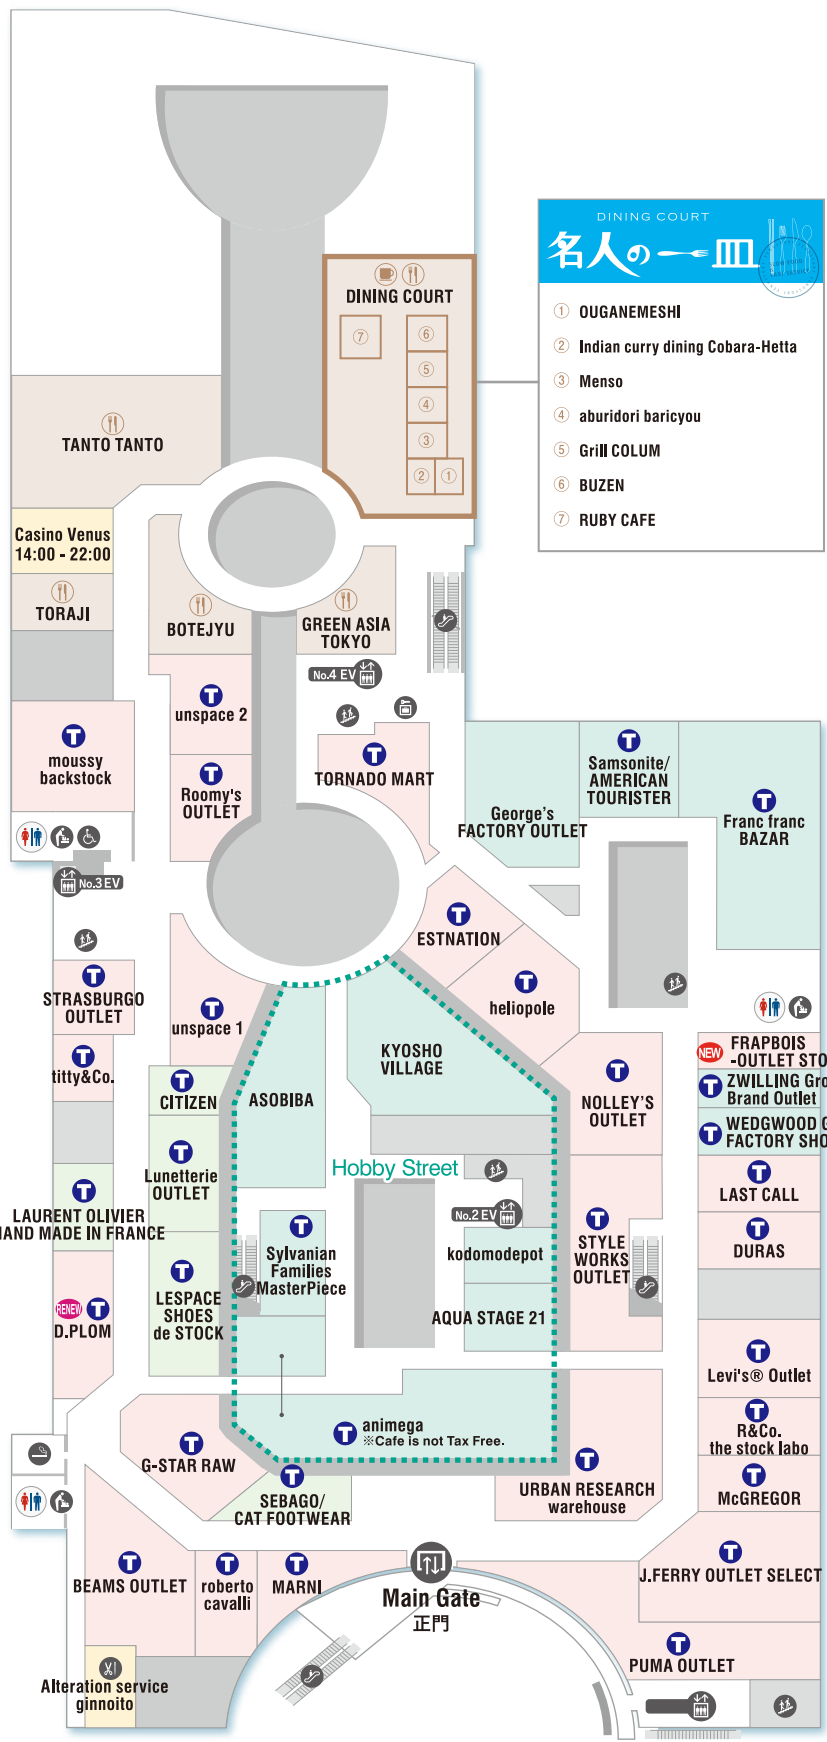 DINING COURT
名人の一皿
① OUGANEMESHI
② Indian curry dining Cobara-Hetta
③ Menso
④ aburidori baricyou
⑤ Grill COLUM
⑥ BUZEN
⑦ RUBY CAFE
DINING COURT
⑦
⑥
⑤
④
③
② ①
TANTO TANTO
Casino Venus
14:00 - 22:00
TORAJI
BOTEJYU
GREEN ASIA
TOKYO
No.4 EV
T
unspace 2
T
moussy
backstock
T
Roomy's
OUTLET
T
TORNADO MART
George's
FACTORY OUTLET
T
Samsonite/
AMERICAN
TOURISTER
T
Franc franc
BAZAR
No.3 EV
T
ESTNATION
T
heliopole
T
STRASBURGO
OUTLET
T
unspace 1
T
titty&Co.
T
CITIZEN
ASOBIBA
KYOSHO
VILLAGE
T
NOLLEY'S
OUTLET
NEW
FRAPBOIS
-OUTLET STO
T
ZWILLING Gro
Brand Outlet
T
WEDGWOOD G
FACTORY SHO
Hobby Street
T
Lunetterie
OUTLET
T
LAURENT OLIVIER
HAND MADE IN FRANCE
T
LAST CALL
No.2 EV
T
Sylvanian
Families
MasterPiece
kodomodepot
T
STYLE
WORKS
OUTLET
T
DURAS
T
LESPACE
SHOES
de STOCK
RENEW T
D.PLOM
AQUA STAGE 21
T
Levi's® Outlet
T
animega
※Cafe is not Tax Free.
T
R&Co.
the stock labo
T
G-STAR RAW
T
SEBAGO/
CAT FOOTWEAR
T
URBAN RESEARCH
warehouse
T
McGREGOR
T
BEAMS OUTLET
T
roberto
cavalli
T
MARNI
Main Gate
正門
T
J.FERRY OUTLET SELECT
T
PUMA OUTLET
Alteration service
ginnoito